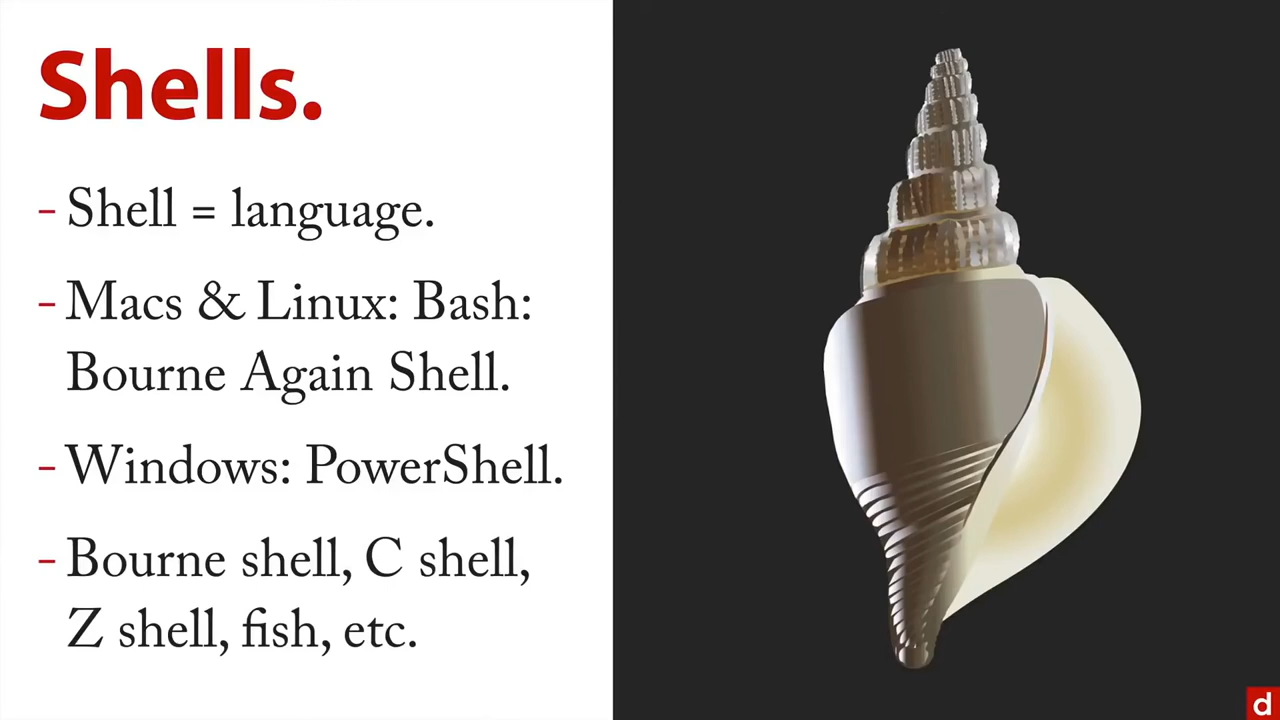 Shells.
- Shell = language.
- Macs & Linux: Bash:
Bourne Again Shell.
- Windows: PowerShell.
- Bourne shell, C shell,
Z shell, fish, etc.
d